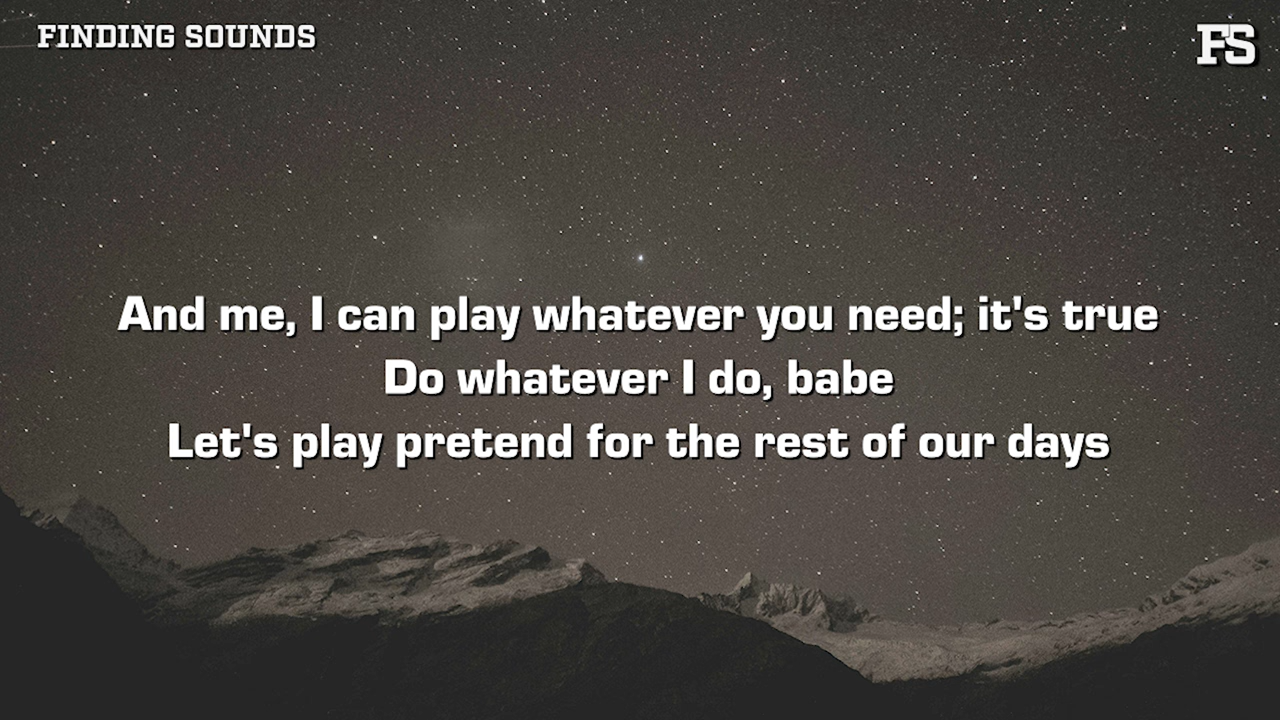 FINDING SOUNDS
FS
And me, I can play whatever you need; it's true
Do whatever I do, babe
Let's play pretend for the rest of our days